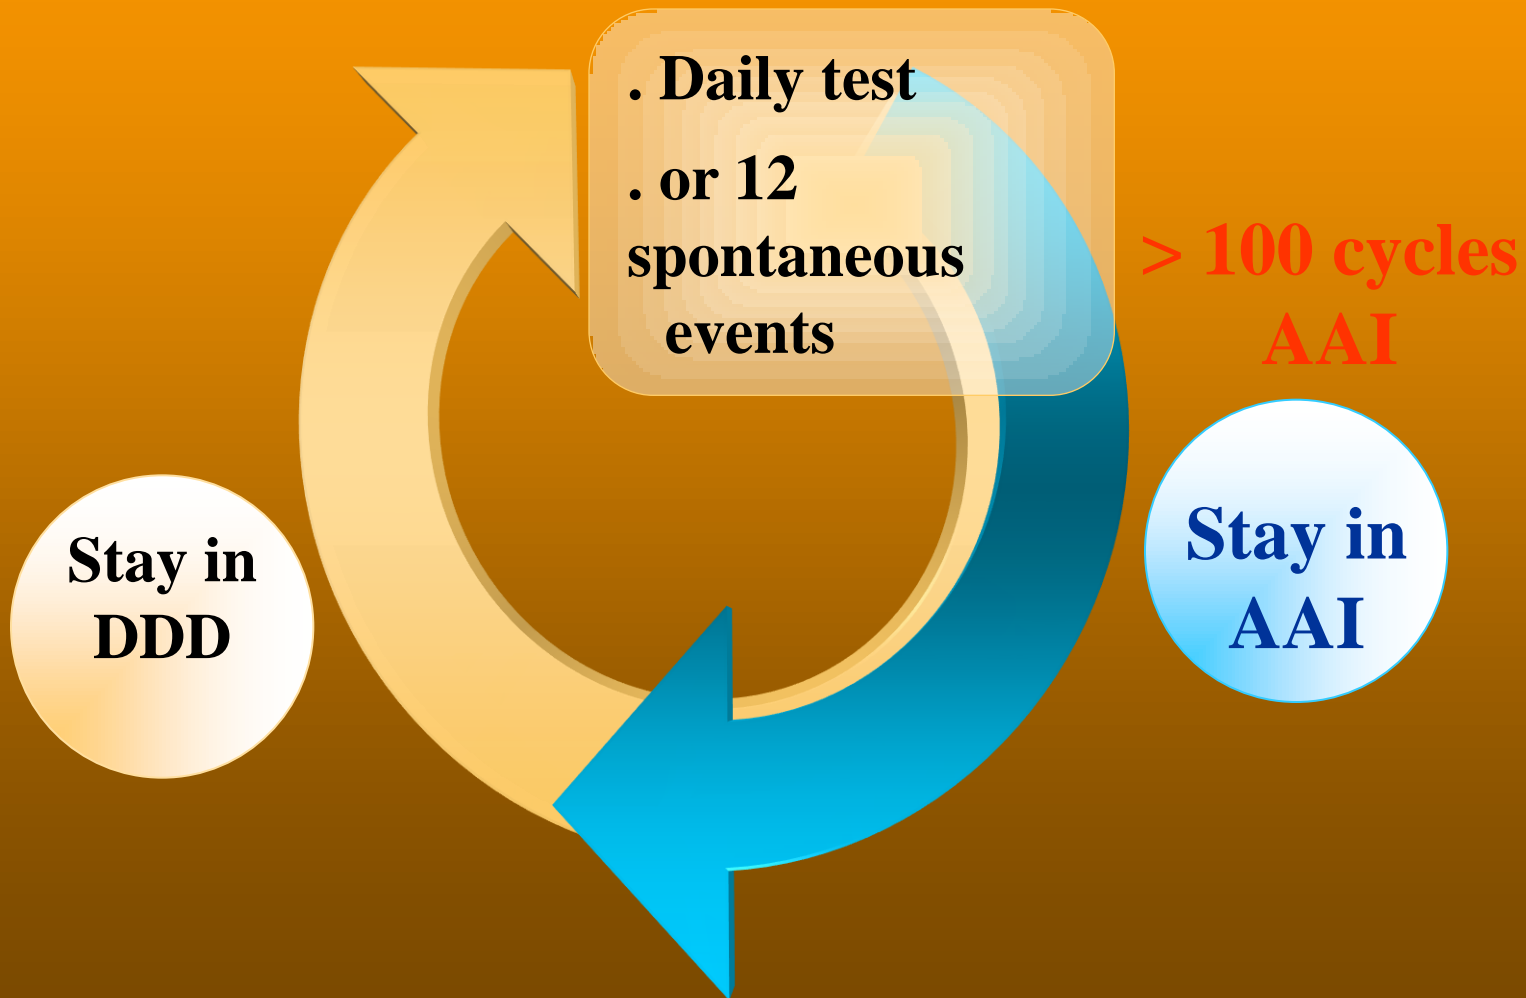 . Daily test
. or 12
spontaneous
events
> 100 cycles
AAI
Stay in
AAI
Stay in
DDD